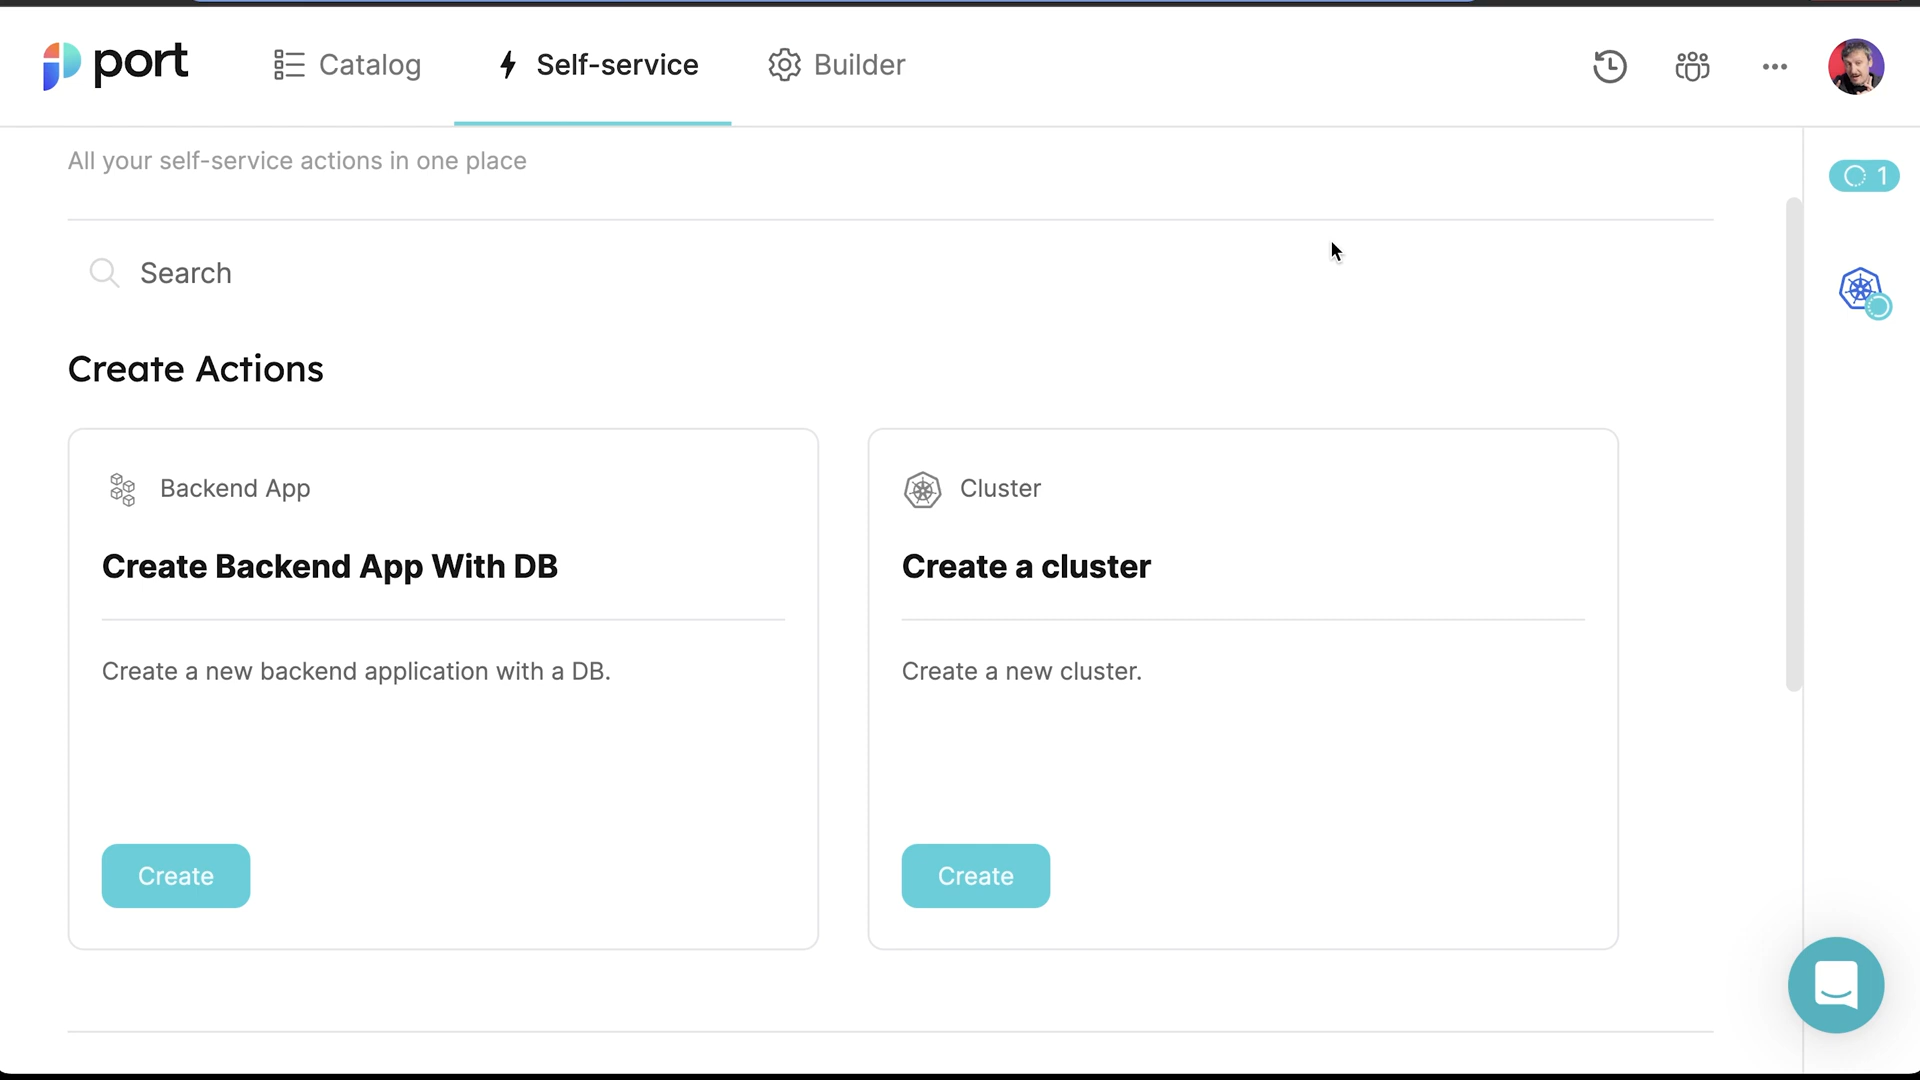 port
Catalog
Self-service
Builder
All your self-service actions in one place
1
Search
Create Actions
Backend App
Create Backend App With DB
Create a new backend application with a DB.
Create
Cluster
Create a cluster
Create a new cluster.
Create